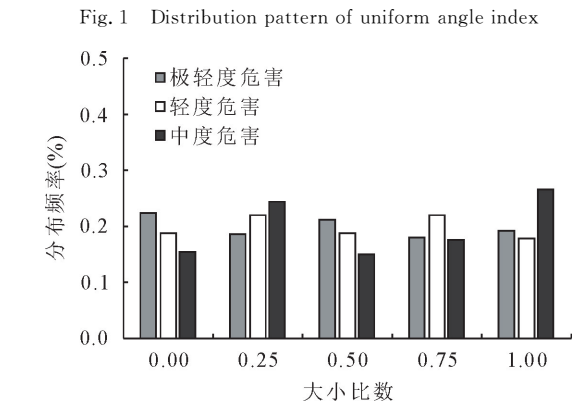 Fig. 1 Distribution pattern of uniform angle index
0.5
0.4
0.3
0.2
0.1
0.0
分布频率(%)
极轻度危害
轻度危害
中度危害
0.00 0.25 0.50 0.75 1.00
大小比数